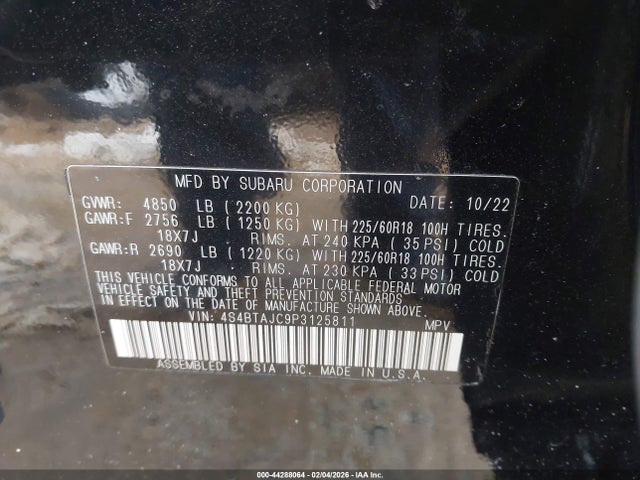 MFD BY SUBARU CORPORATION DATE: 10/22
GVWR: 4850 LB ( 2200 KG)
GAWR:F 2756 LB ( 1250 KG) WITH 225/60R18 100H TIRES.
18X7J RIMS. AT 240 KPA ( 35 PSI) COLD
GAWR:R 2690 LB ( 1220 KG) WITH 225/60R18 100H TIRES.
18X7J RIMS. AT 230 KPA ( 33 PSI) COLD
THIS VEHICLE CONFORMS TO ALL APPLICABLE FEDERAL MOTOR
VEHICLE SAFETY AND THEFT PREVENTION STANDARDS
IN EFFECT ON THE DATE OF MANUFACTURE SHOWN ABOVE.
VIN: 4S4BTAJC9P3125811 MPV
ASSEMBLED BY SIA INC. MADE IN U.S.A.
000-44288064 - 02/04/2026 - IAA Inc.